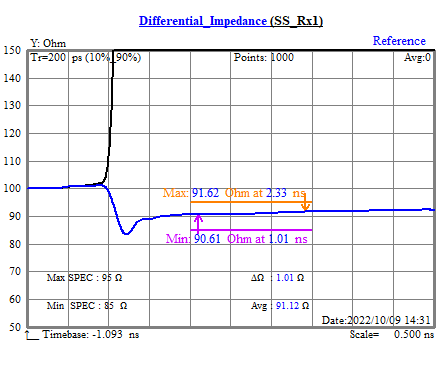 Differential_Impedance (SS_Rx1)
Y: Ohm
Reference
Tr=200 ps (10%_90%)
Points: 1000
Avg:0
150
140
130
120
110
100
90
80
70
60
50
Max: 91.62 Ohm at 2.33 ns
Min: 90.61 Ohm at 1.01 ns
Max SPEC : 95 Ω
ΔΩ : 1.01 Ω
Min SPEC : 85 Ω
Avg : 91.12 Ω
Date:2022/10/09 14:31
Timebase: -1.093 ns
Scale= 0.500 ns